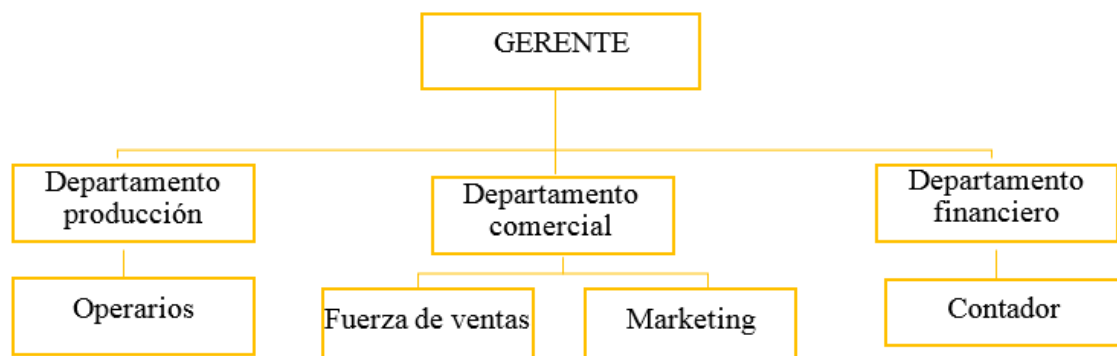 GERENTE
Departamento
producción
Departamento
comercial
Departamento
financiero
Operarios
Fuerza de ventas
Marketing
Contador